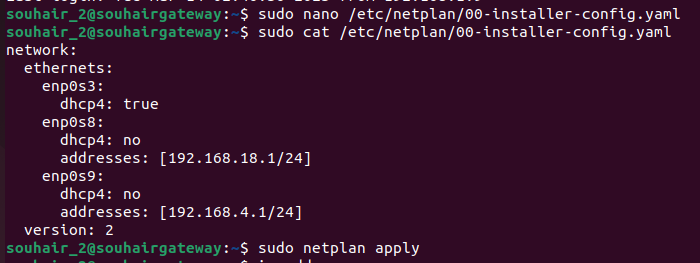 souhair_2@souhairgateway:~$ sudo nano /etc/netplan/00-installer-config.yaml
souhair_2@souhairgateway:~$ sudo cat /etc/netplan/00-installer-config.yaml
network:
  ethernets:
    enp0s3:
      dhcp4: true
    enp0s8:
      dhcp4: no
      addresses: [192.168.18.1/24]
    enp0s9:
      dhcp4: no
      addresses: [192.168.4.1/24]
  version: 2
souhair_2@souhairgateway:~$ sudo netplan apply
souhair_2@souhairgateway:~$